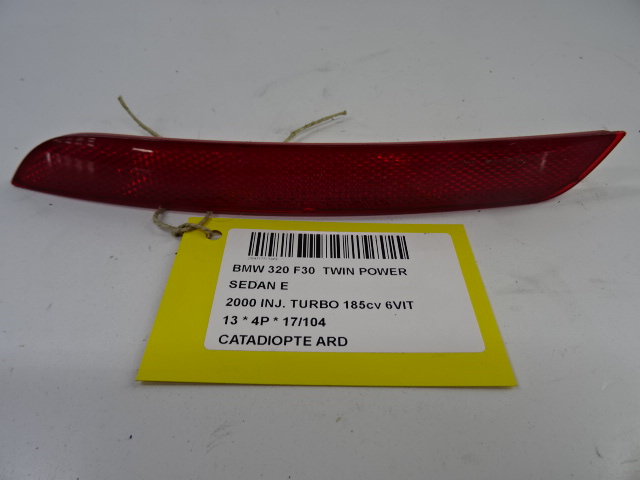 BMW 320 F30 TWIN POWER
SEDAN E
2000 INJ. TURBO 185cv 6VIT
13 * 4P * 17/104
CATADIOPTE ARD